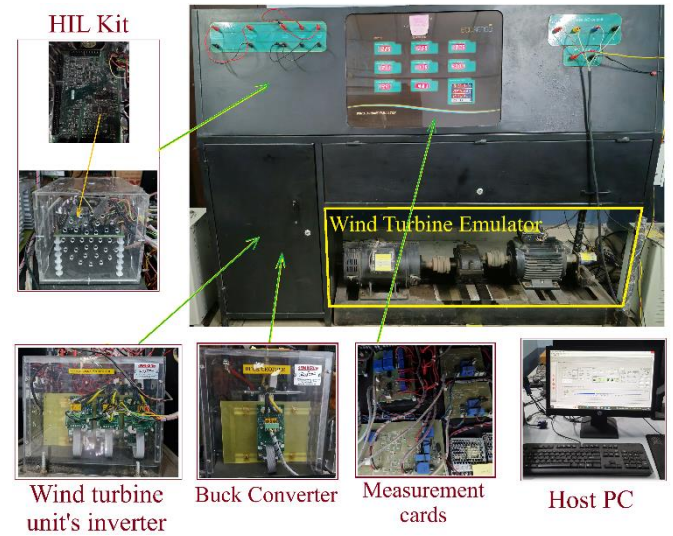 HIL Kit
Wind Turbine Emulator
Wind turbine
unit's inverter
Buck Converter
Measurement
cards
Host PC